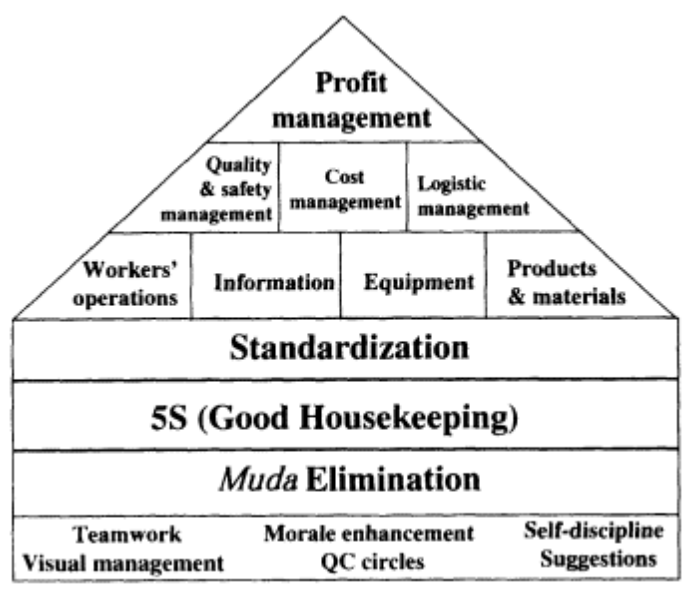 Profit
management
Quality
& safety
management
Cost
management
Logistic
management
Workers'
operations
Information
Equipment
Products
& materials
Standardization
5S (Good Housekeeping)
Muda Elimination
Teamwork
Visual management
Morale enhancement
QC circles
Self-discipline
Suggestions